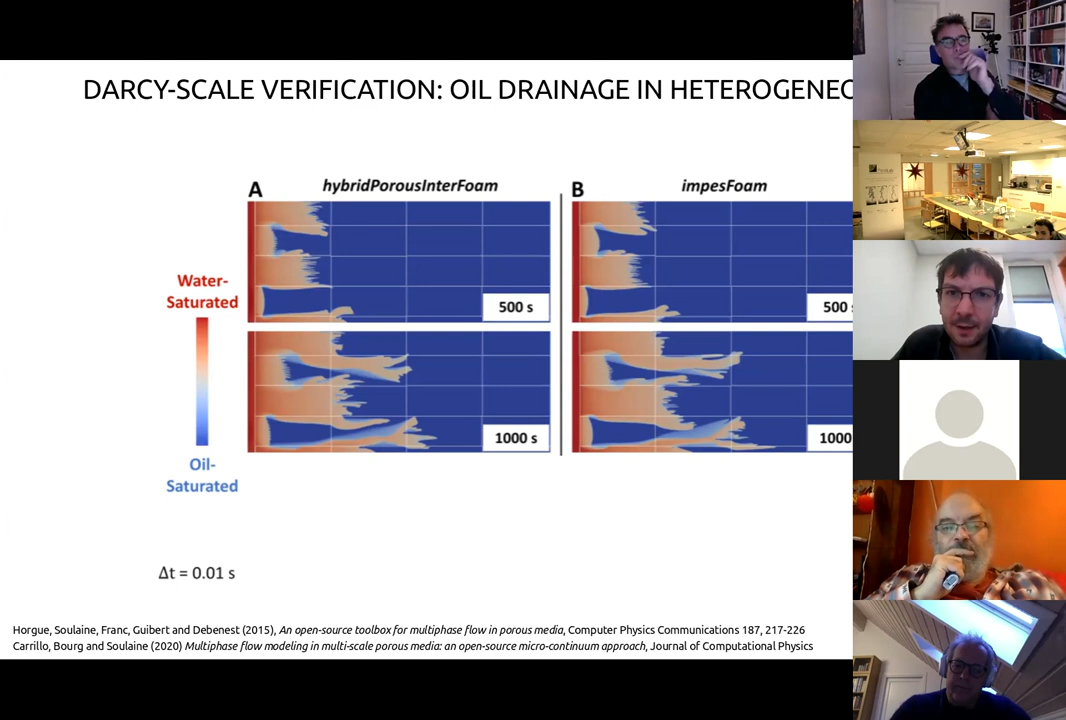 DARCY-SCALE VERIFICATION: OIL DRAINAGE IN HETEROGENEO
A
hybridPorousInterFoam
B
impesFoam
Water-
Saturated
500 s
500
1000 s
1000
Oil-
Saturated
Δt = 0.01 s
Horgue, Soulaine, Franc, Guibert and Debenest (2015), An open-source toolbox for multiphase flow in porous media, Computer Physics Communications 187, 217-226
Carrillo, Bourg and Soulaine (2020) Multiphase flow modeling in multi-scale porous media: an open-source micro-continuum approach, Journal of Computational Physics